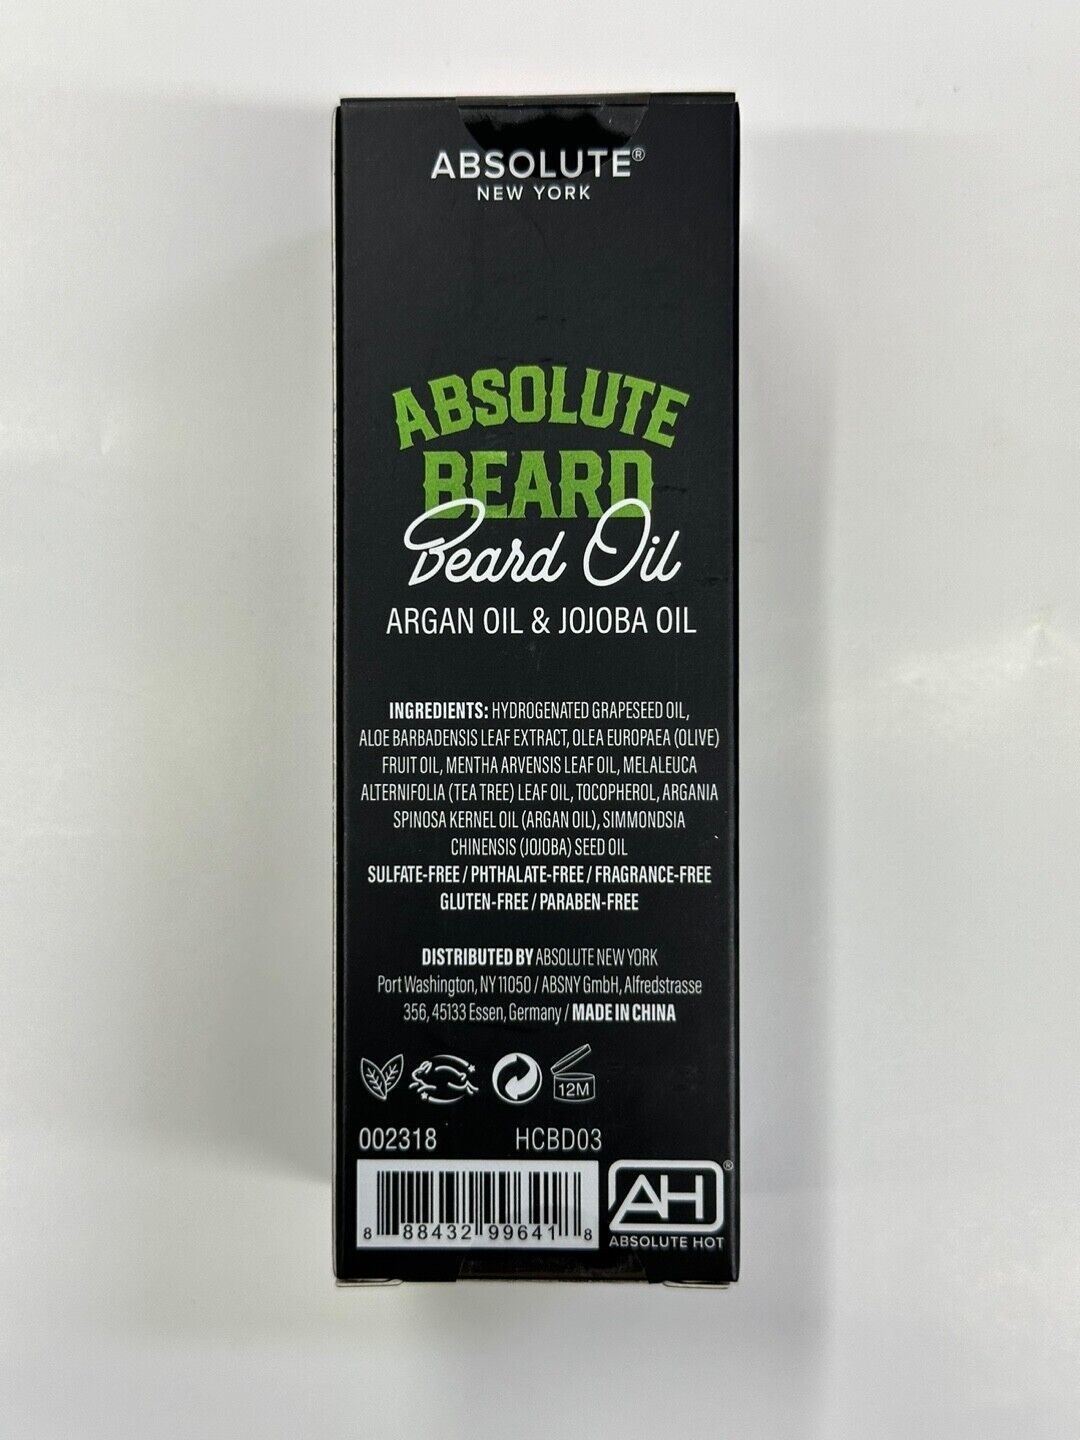 ABSOLUTE®
NEW YORK
ABSOLUTE
BEARD
Beard Oil
ARGAN OIL & JOJOBA OIL
INGREDIENTS: HYDROGENATED GRAPESEED OIL,
ALOE BARBADENSIS LEAF EXTRACT, OLEA EUROPAEA (OLIVE)
FRUIT OIL, MENTHA ARVENSIS LEAF OIL, MELALEUCA
ALTERNIFOLIA (TEA TREE) LEAF OIL, TOCOPHEROL, ARGANIA
SPINOSA KERNEL OIL (ARGAN OIL), SIMMONDSIA
CHINENSIS (JOJOBA) SEED OIL
SULFATE-FREE / PHTHALATE-FREE / FRAGRANCE-FREE
GLUTEN-FREE / PARABEN-FREE
DISTRIBUTED BY ABSOLUTE NEW YORK
Port Washington, NY 11050 / ABSNY GmbH, Alfredstrasse
356, 45133 Essen, Germany / MADE IN CHINA
12M
002318 HCBD03
8 88432 99641 8
AH®
ABSOLUTE HOT